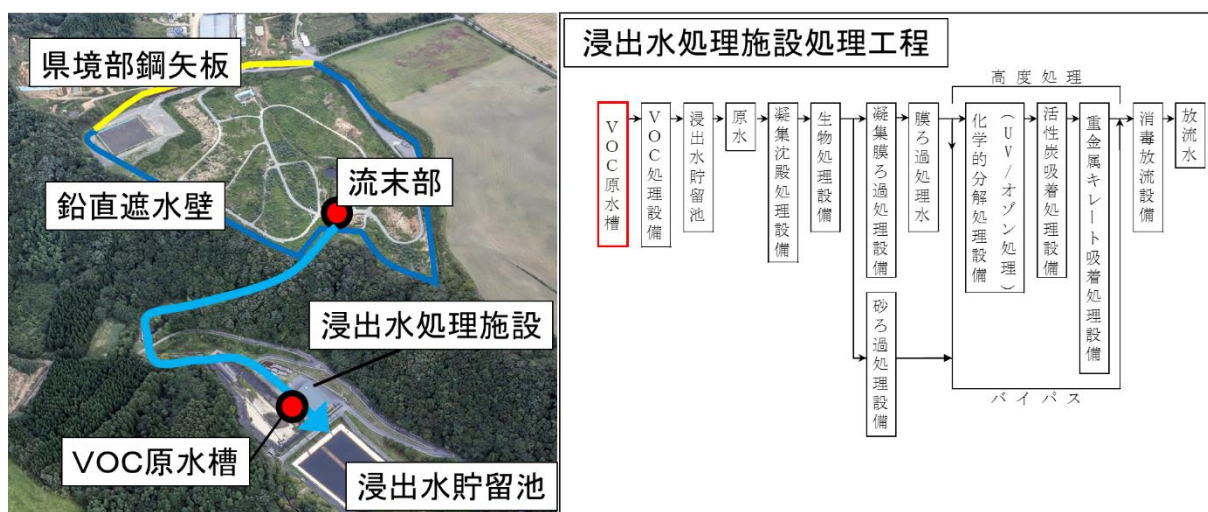 県境部鋼矢板
鉛直遮水壁
流末部
浸出水処理施設
VOC原水槽
浸出水貯留池
浸出水処理施設処理工程
高度処理
VOC原水槽
VOC処理設備
浸出水貯留池
原水
凝集沈殿処理設備
生物処理設備
凝集膜ろ過処理設備
膜ろ過処理水
化学的分解処理設備
(UV/オゾン処理)
活性炭吸着処理設備
重金属キレート吸着処理設備
消毒放流設備
放流水
砂ろ過処理設備
バイパス